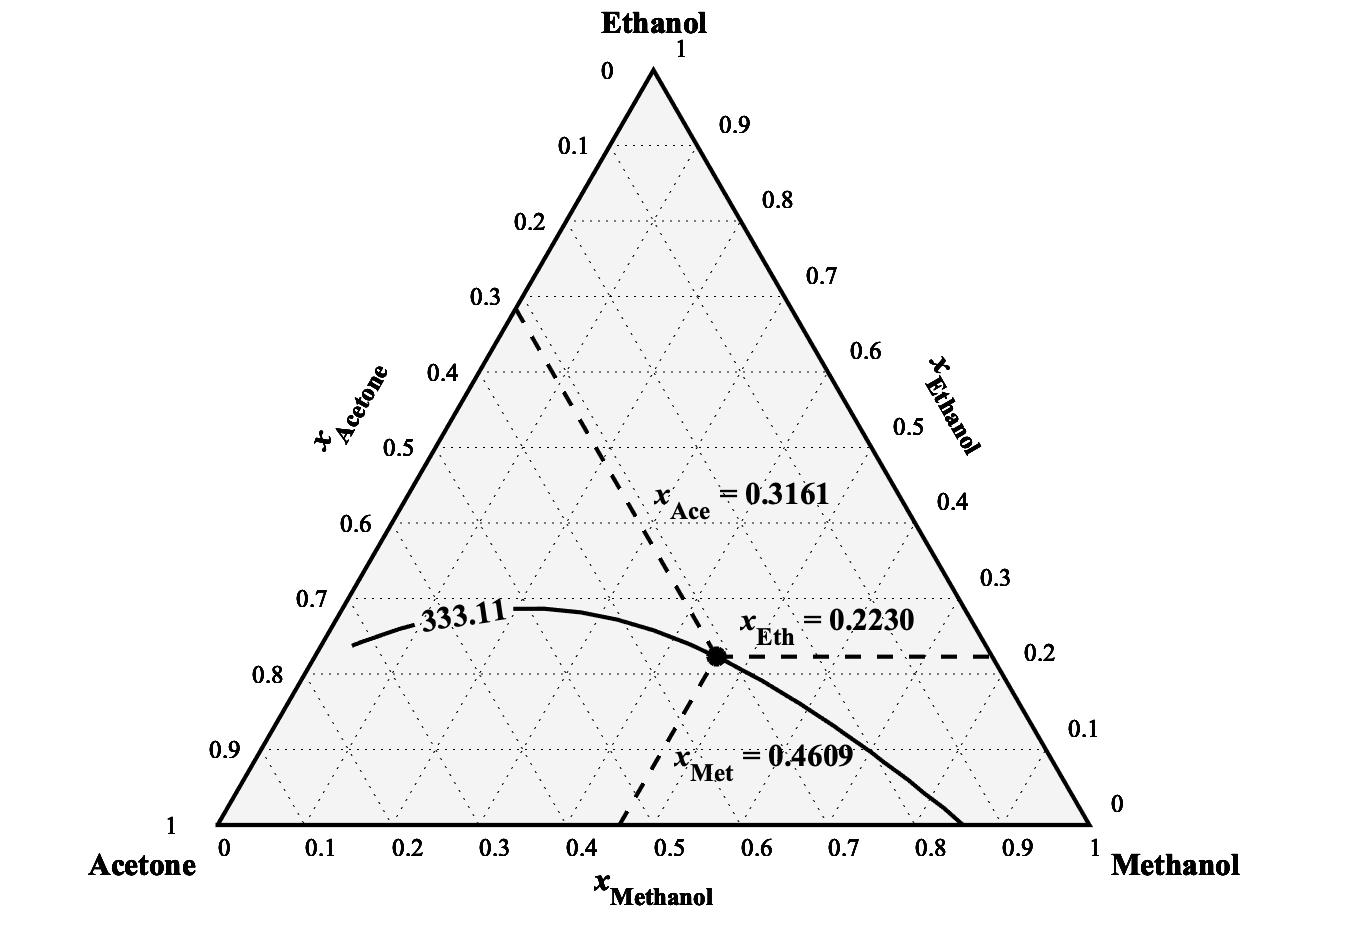 Ethanol
1
0
0.9
0.1
0.8
0.2
0.7
0.3
0.6
0.4
x Acetone
x Ethanol
0.5
0.5
x Ace = 0.3161
0.4
0.6
0.3
0.7
333.11
x Eth = 0.2230
0.2
0.8
0.1
0.9
x Met = 0.4609
0
1
0 0.1 0.2 0.3 0.4 0.5 0.6 0.7 0.8 0.9 1
Acetone
Methanol
x Methanol